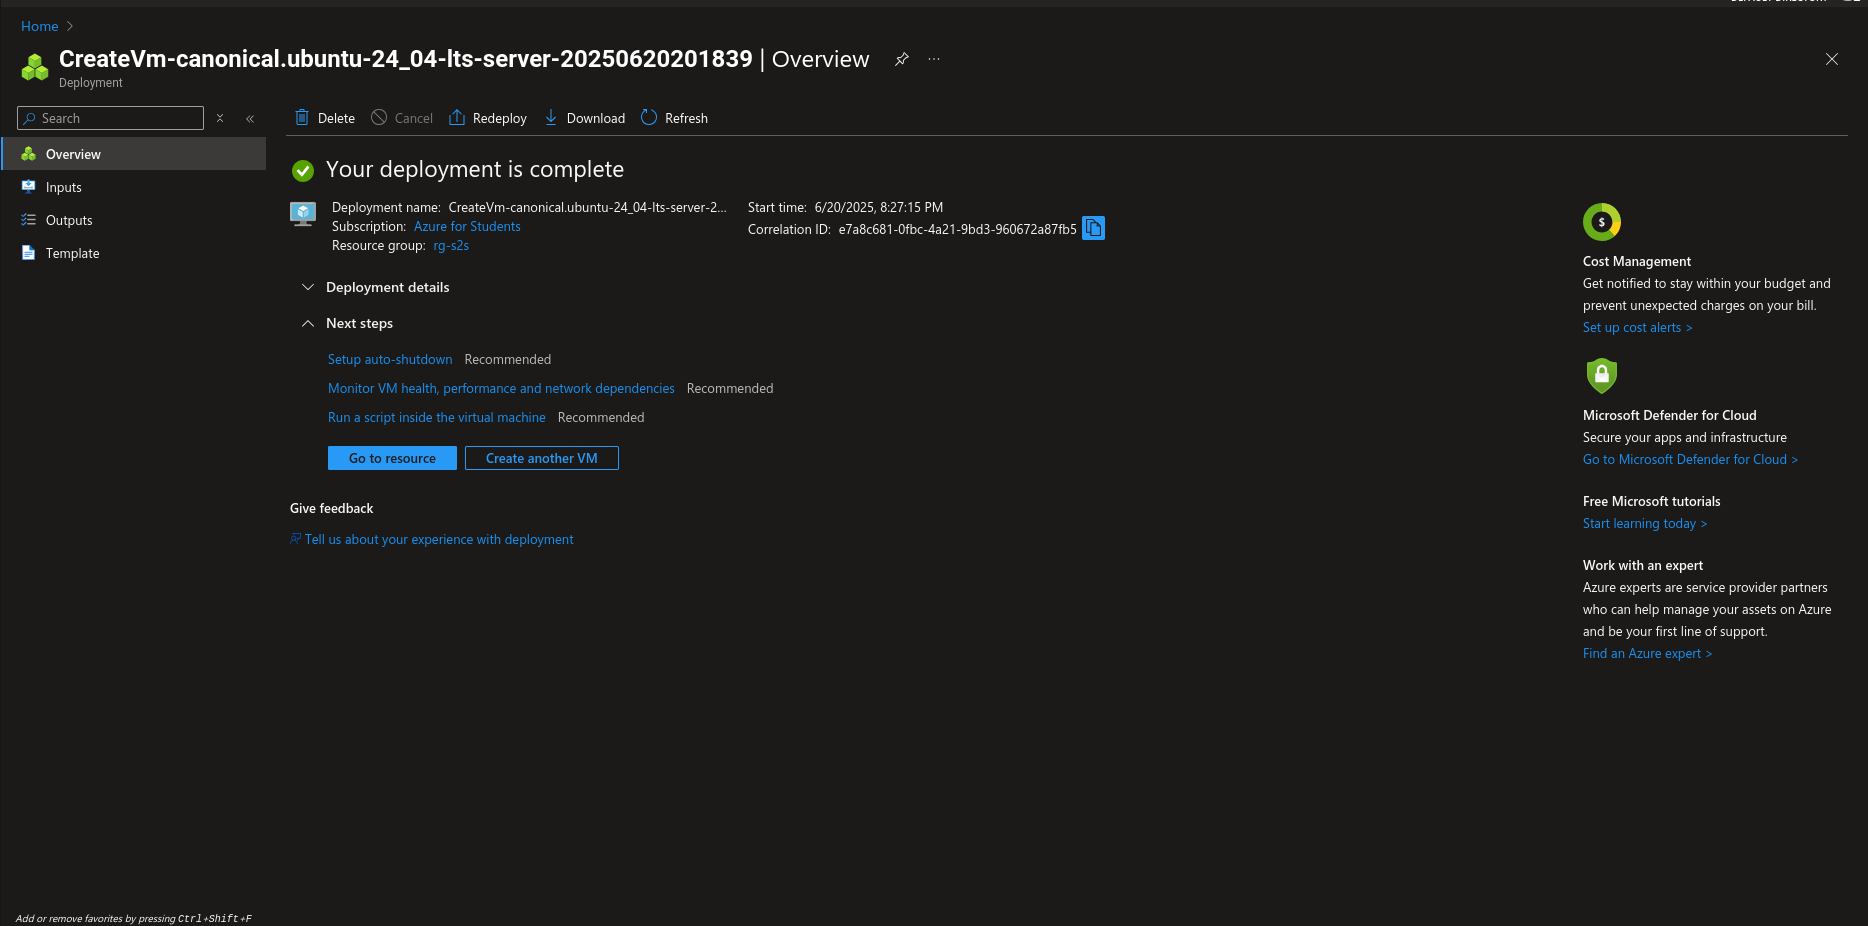 Home >
CreateVm-canonical.ubuntu-24_04-lts-server-20250620201839 | Overview
Deployment
Search
Delete Cancel Redeploy Download Refresh
Overview
Inputs
Outputs
Template
Your deployment is complete
Deployment name: CreateVm-canonical.ubuntu-24_04-lts-server-2...
Subscription: Azure for Students
Resource group: rg-s2s
Start time: 6/20/2025, 8:27:15 PM
Correlation ID: e7a8c681-0fbc-4a21-9bd3-960672a87fb5
Deployment details
Next steps
Setup auto-shutdown Recommended
Monitor VM health, performance and network dependencies Recommended
Run a script inside the virtual machine Recommended
Go to resource Create another VM
Give feedback
Tell us about your experience with deployment
$
Cost Management
Get notified to stay within your budget and
prevent unexpected charges on your bill.
Set up cost alerts >
Microsoft Defender for Cloud
Secure your apps and infrastructure
Go to Microsoft Defender for Cloud >
Free Microsoft tutorials
Start learning today >
Work with an expert
Azure experts are service provider partners
who can help manage your assets on Azure
and be your first line of support.
Find an Azure expert >
Add or remove favorites by pressing Ctrl+Shift+F